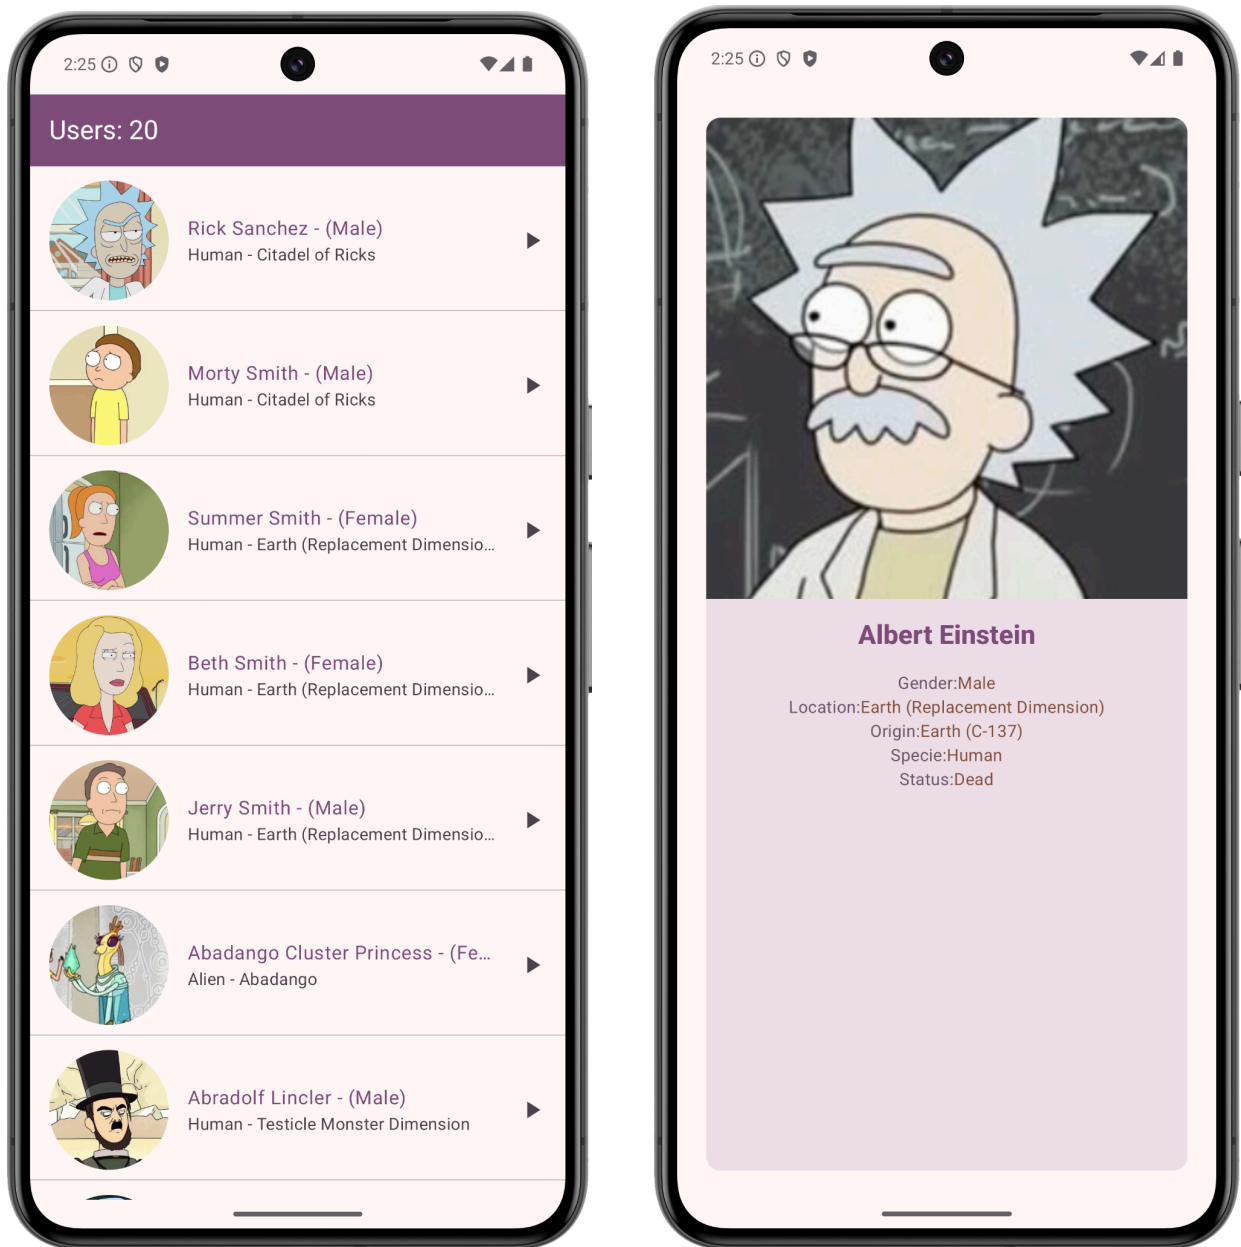 2:25
Users: 20
Rick Sanchez - (Male)
Human - Citadel of Ricks
Morty Smith - (Male)
Human - Citadel of Ricks
Summer Smith - (Female)
Human - Earth (Replacement Dimensio...
Beth Smith - (Female)
Human - Earth (Replacement Dimensio...
Jerry Smith - (Male)
Human - Earth (Replacement Dimensio...
Abadango Cluster Princess - (Fe...
Alien - Abadango
Abradolf Lincler - (Male)
Human - Testicle Monster Dimension
2:25
Albert Einstein
Gender:Male
Location:Earth (Replacement Dimension)
Origin:Earth (C-137)
Specie:Human
Status:Dead